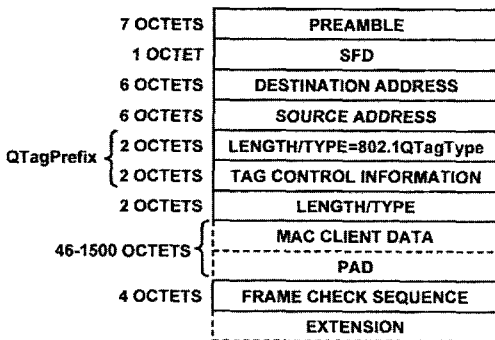 7 OCTETS PREAMBLE
1 OCTET SFD
6 OCTETS DESTINATION ADDRESS
6 OCTETS SOURCE ADDRESS
QTagPrefix
2 OCTETS LENGTH/TYPE=802.1QTagType
2 OCTETS TAG CONTROL INFORMATION
2 OCTETS LENGTH/TYPE
46-1500 OCTETS
MAC CLIENT DATA
PAD
4 OCTETS FRAME CHECK SEQUENCE
EXTENSION